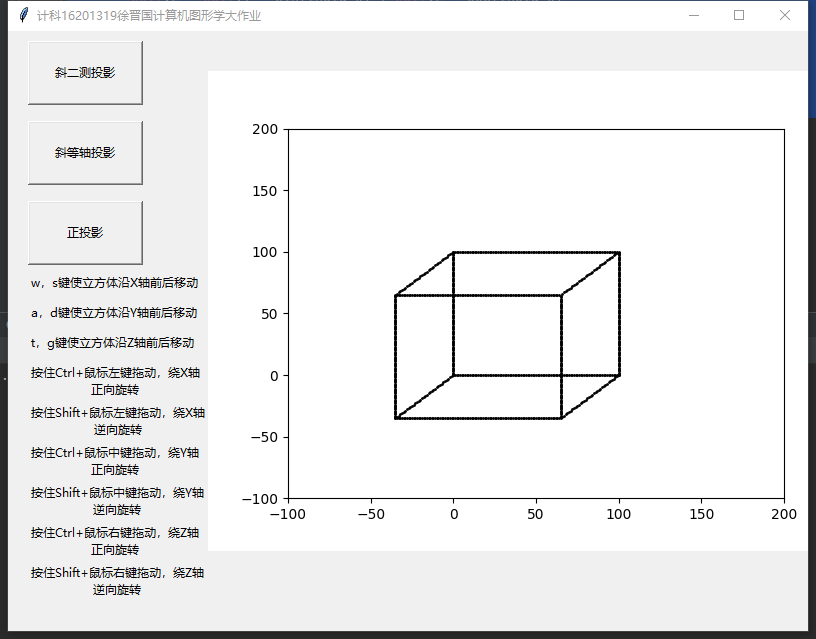 计科16201319徐晋国计算机图形学大作业
斜二测投影
斜等轴投影
正投影
w，s键使立方体沿X轴前后移动
a，d键使立方体沿Y轴前后移动
t，g键使立方体沿Z轴前后移动
按住Ctrl+鼠标左键拖动，绕X轴
正向旋转
按住Shift+鼠标左键拖动，绕X轴
逆向旋转
按住Ctrl+鼠标中键拖动，绕Y轴
正向旋转
按住Shift+鼠标中键拖动，绕Y轴
逆向旋转
按住Ctrl+鼠标右键拖动，绕Z轴
正向旋转
按住Shift+鼠标右键拖动，绕Z轴
逆向旋转
200
150
100
50
0
−50
−100
−100 −50 0 50 100 150 200